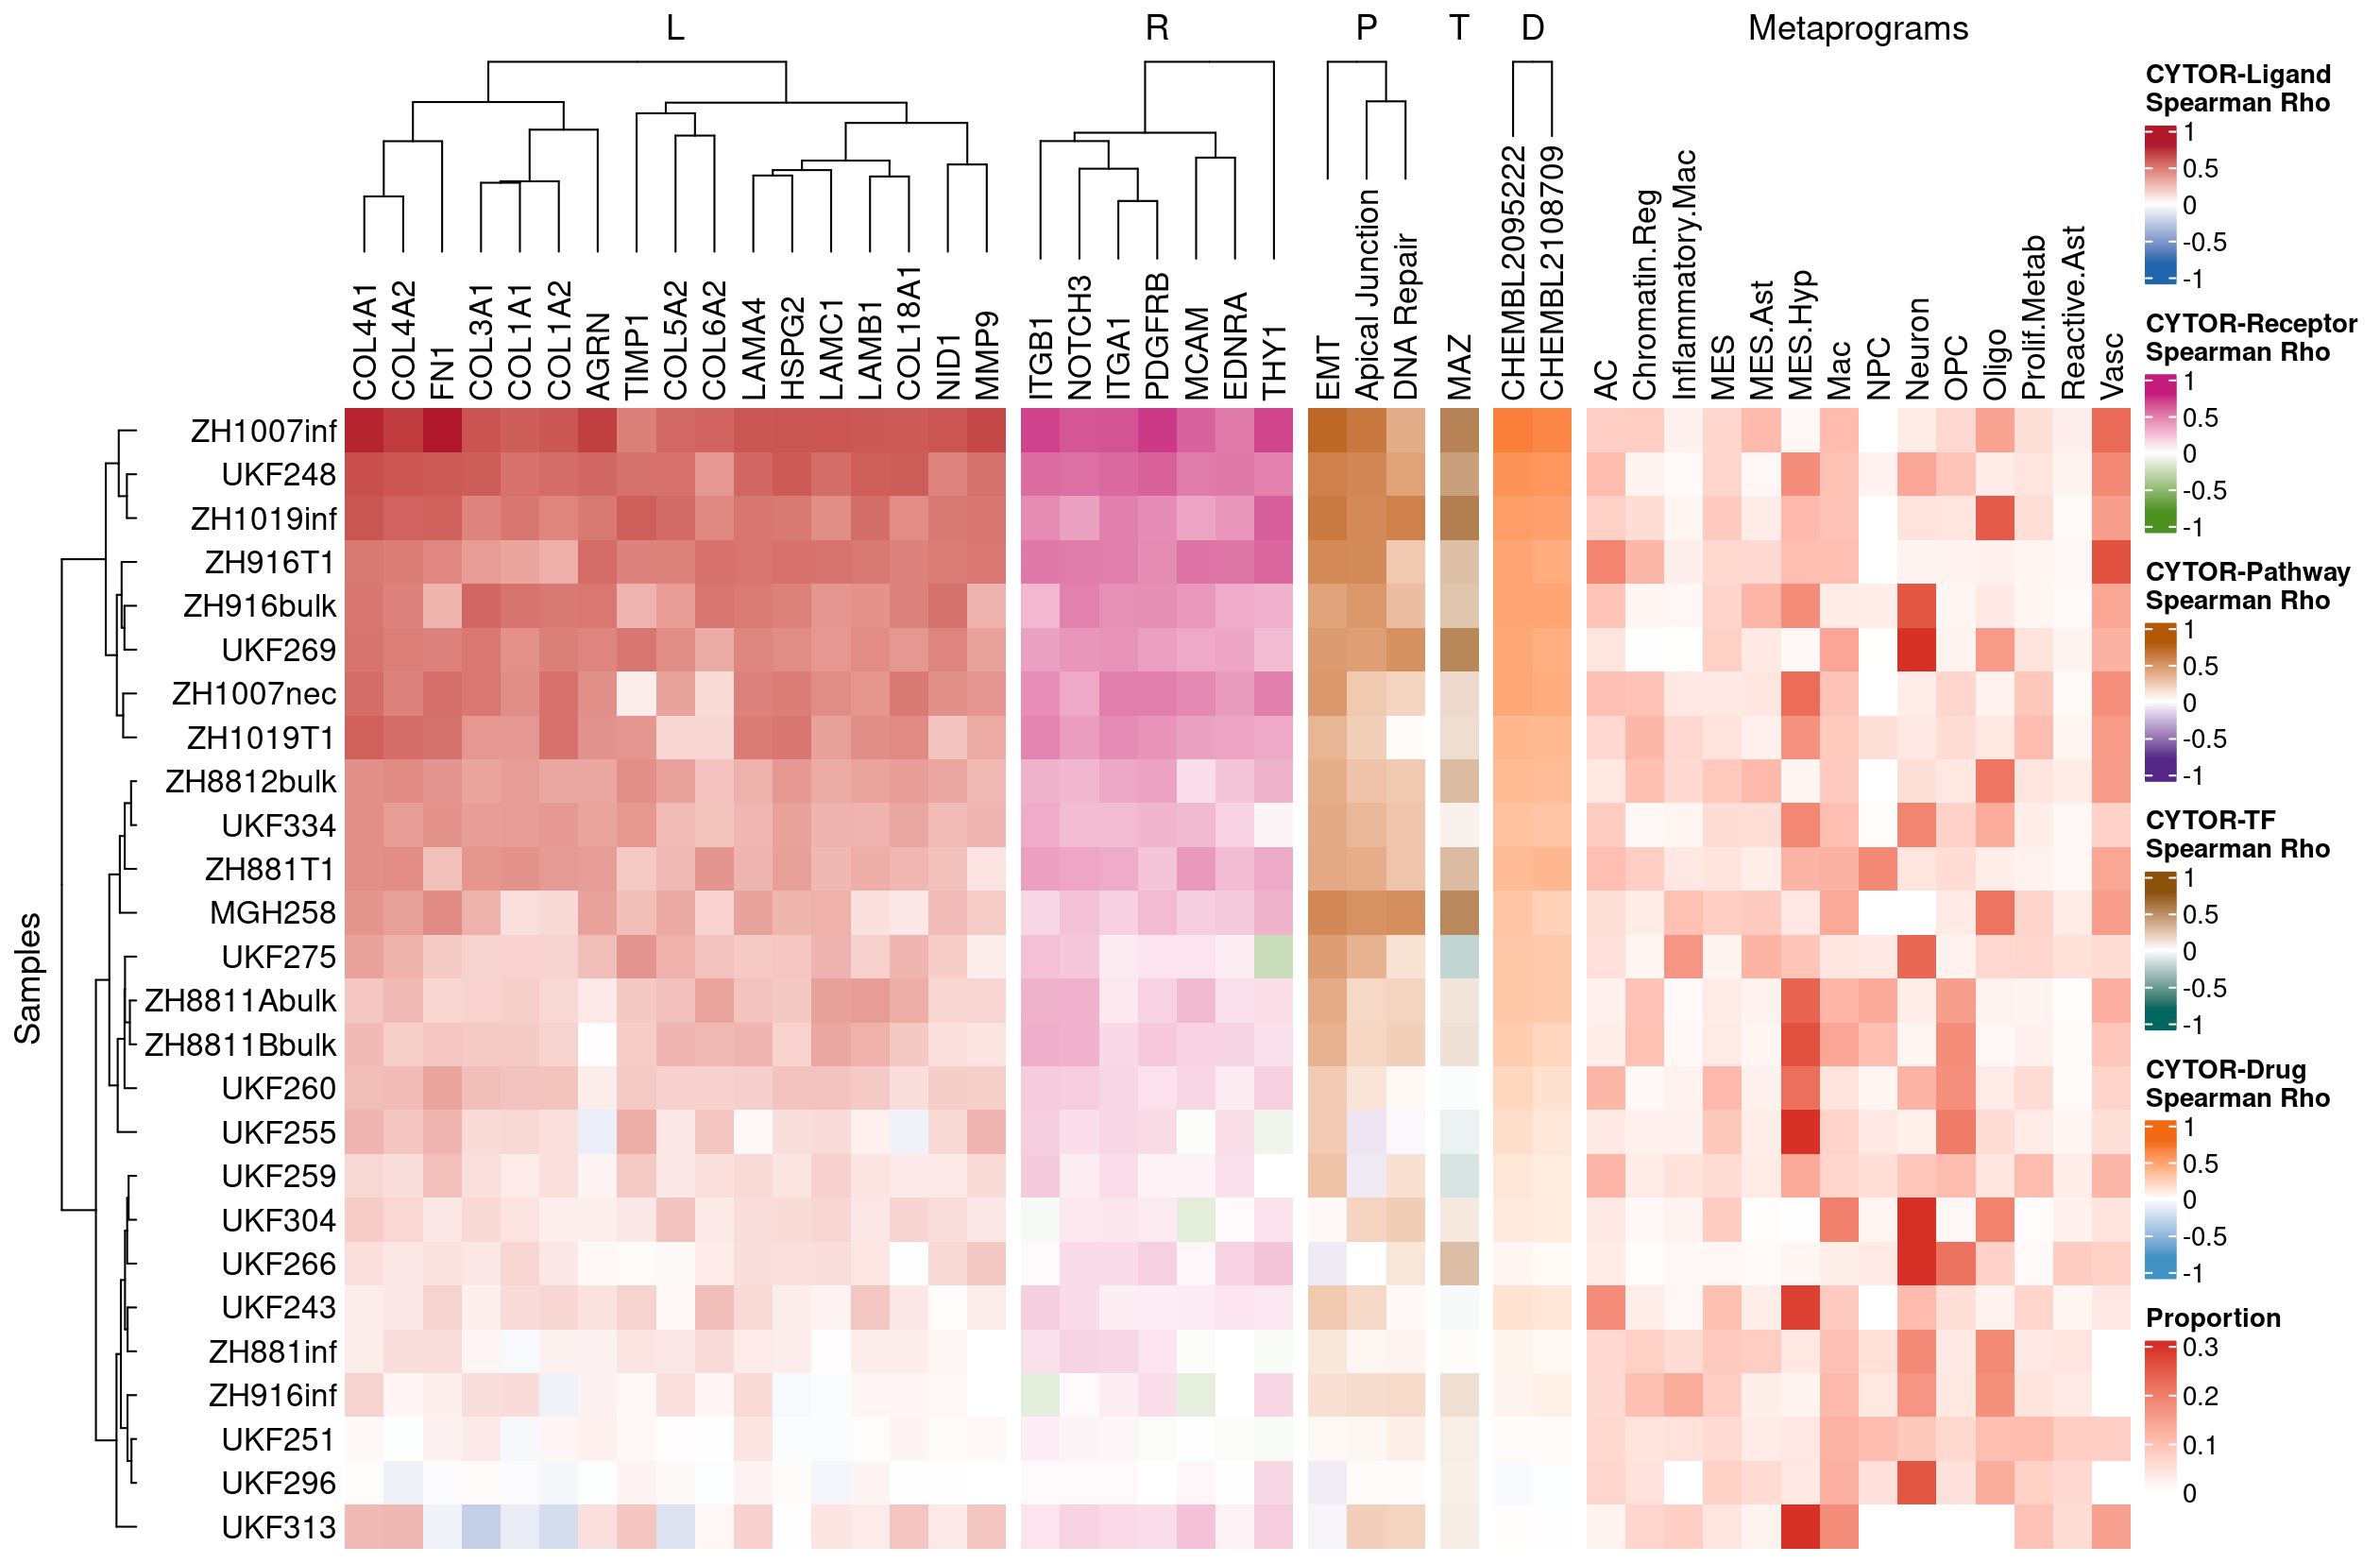 L R P T D Metaprograms
COL4A1
COL4A2
FN1
COL3A1
COL1A1
COL1A2
AGRN
TIMP1
COL5A2
COL6A2
LAMA4
HSPG2
LAMC1
LAMB1
COL18A1
NID1
MMP9
ITGB1
NOTCH3
ITGA1
PDGFRB
MCAM
EDNRA
THY1
EMT
Apical Junction
DNA Repair
MAZ
CHEMBL2095222
CHEMBL2108709
AC
Chromatin.Reg
Inflammatory.Mac
MES
MES.Ast
MES.Hyp
Mac
NPC
Neuron
OPC
Oligo
Prolif.Metab
Reactive.Ast
Vasc
Samples
ZH1007inf
UKF248
ZH1019inf
ZH916T1
ZH916bulk
UKF269
ZH1007nec
ZH1019T1
ZH8812bulk
UKF334
ZH881T1
MGH258
UKF275
ZH8811Abulk
ZH8811Bbulk
UKF260
UKF255
UKF259
UKF304
UKF266
UKF243
ZH881inf
ZH916inf
UKF251
UKF296
UKF313
CYTOR-Ligand
Spearman Rho
1
0.5
0
-0.5
-1
CYTOR-Receptor
Spearman Rho
1
0.5
0
-0.5
-1
CYTOR-Pathway
Spearman Rho
1
0.5
0
-0.5
-1
CYTOR-TF
Spearman Rho
1
0.5
0
-0.5
-1
CYTOR-Drug
Spearman Rho
1
0.5
0
-0.5
-1
Proportion
0.3
0.2
0.1
0